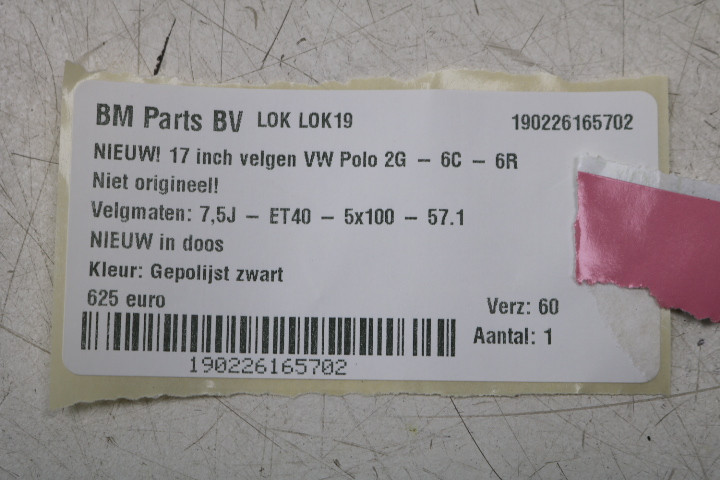 BM Parts BV LOK LOK19 190226165702
NIEUW! 17 inch velgen VW Polo 2G – 6C – 6R
Niet origineel!
Velgmaten: 7,5J – ET40 – 5x100 – 57.1
NIEUW in doos
Kleur: Gepolijst zwart
625 euro Verz: 60
Aantal: 1
190226165702